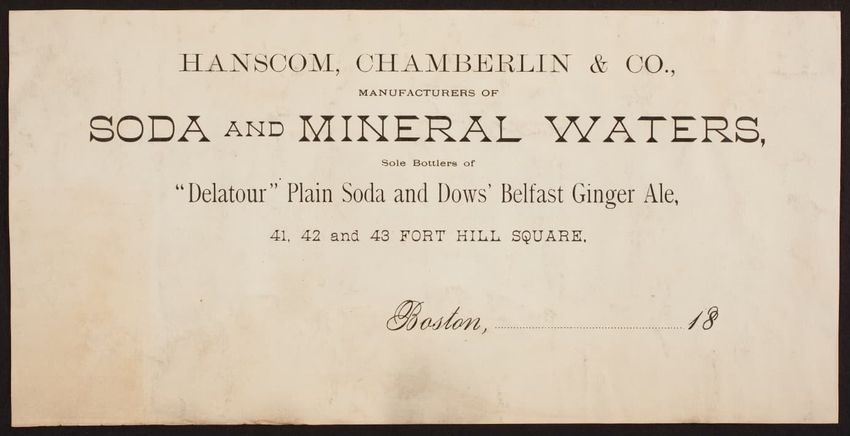 HANSCOM, CHAMBERLIN & CO.,
MANUFACTURERS OF
SODA AND MINERAL WATERS,
Sole Bottlers of
“Delatour” Plain Soda and Dows’ Belfast Ginger Ale,
41, 42 and 43 FORT HILL SQUARE.
Boston, 18